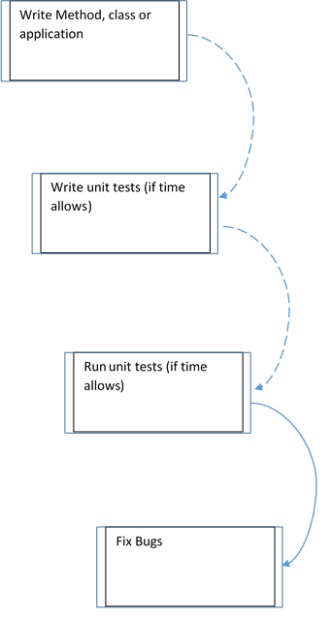 Write Method, class or
application
Write unit tests (if time
allows)
Run unit tests (if time
allows)
Fix Bugs